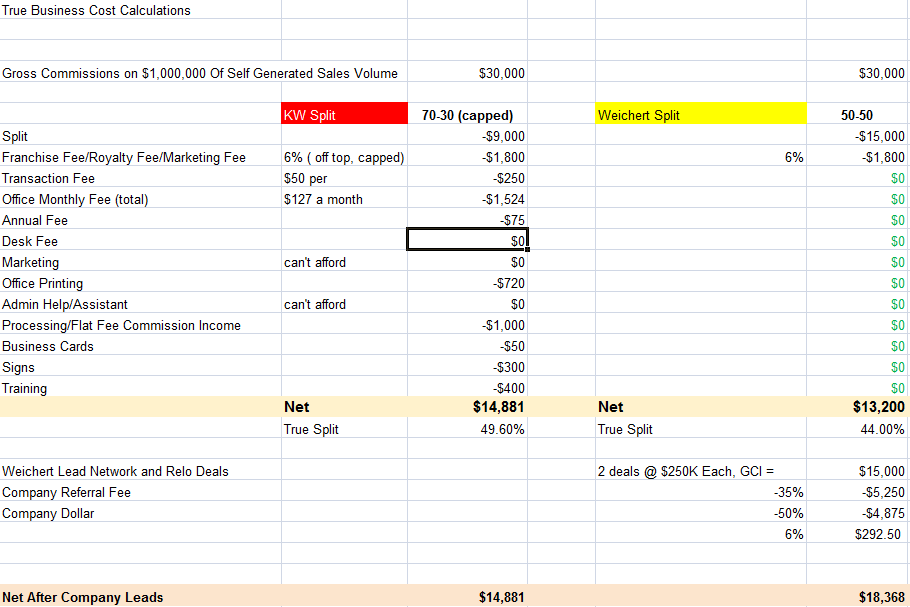 True Business Cost Calculations
Gross Commissions on $1,000,000 Of Self Generated Sales Volume $30,000 $30,000
KW Split 70-30 (capped) Weichert Split 50-50
Split -$9,000 -$15,000
Franchise Fee/Royalty Fee/Marketing Fee 6% ( off top, capped) -$1,800 6% -$1,800
Transaction Fee $50 per -$250 $0
Office Monthly Fee (total) $127 a month -$1,524 $0
Annual Fee -$75 $0
Desk Fee $0 $0
Marketing can't afford $0 $0
Office Printing -$720 $0
Admin Help/Assistant can't afford $0 $0
Processing/Flat Fee Commission Income -$1,000 $0
Business Cards -$50 $0
Signs -$300 $0
Training -$400 $0
Net $14,881 Net $13,200
True Split 49.60% True Split 44.00%
Weichert Lead Network and Relo Deals 2 deals @ $250K Each, GCI = $15,000
Company Referral Fee -35% -$5,250
Company Dollar -50% -$4,875
6% $292.50
Net After Company Leads $14,881 $18,368